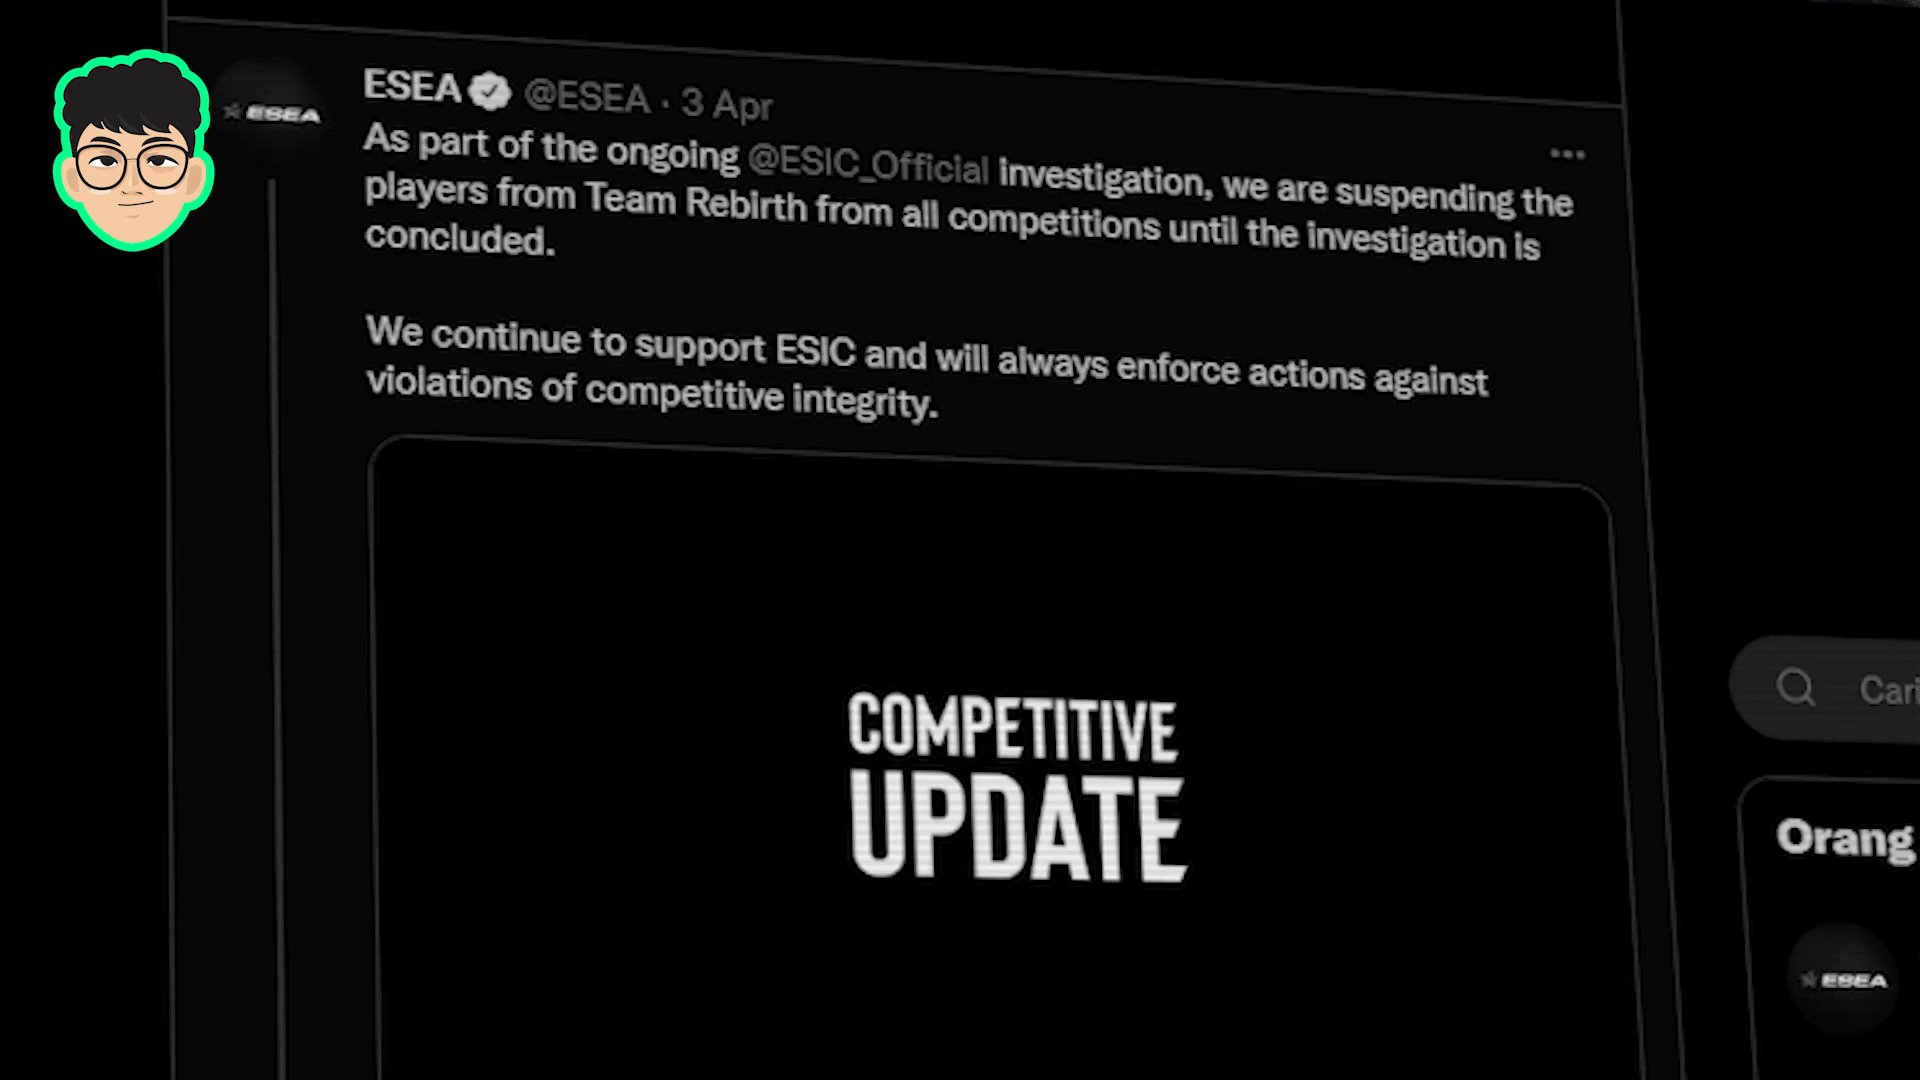 ESEA @ESEA · 3 Apr
ESEA
As part of the ongoing @ESIC_Official investigation, we are suspending the
players from Team Rebirth from all competitions until the investigation is
concluded.
We continue to support ESIC and will always enforce actions against
violations of competitive integrity.
COMPETITIVE
UPDATE
Cari
Orang
ESEA